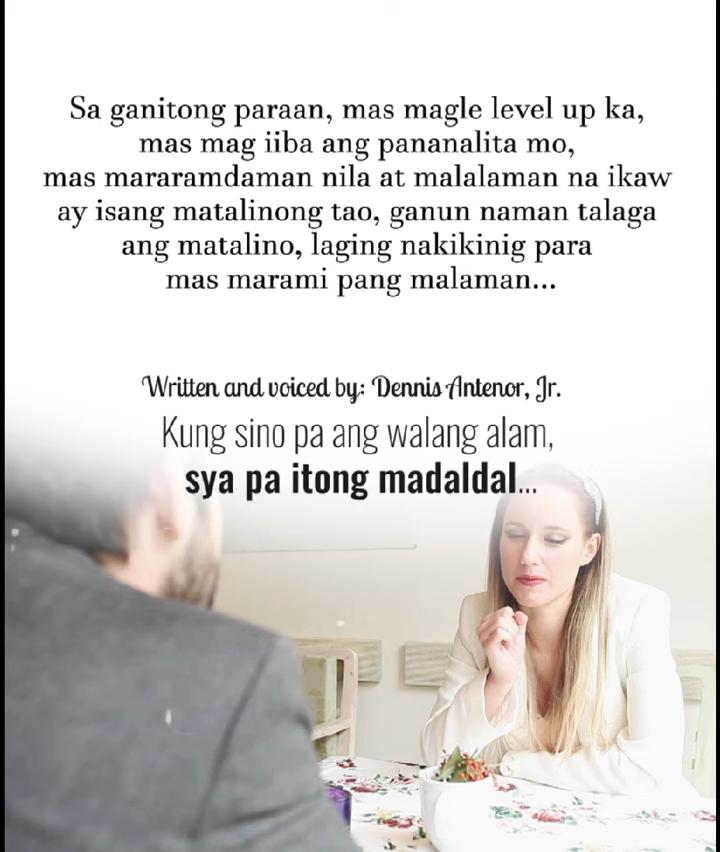 Sa ganitong paraan, mas magle level up ka,
mas mag iiba ang pananalita mo,
mas mararamdaman nila at malalaman na ikaw
ay isang matalinong tao, ganun naman talaga
ang matalino, laging nakikinig para
mas marami pang malaman...
Written and voiced by: Dennis Antenor, Jr.
Kung sino pa ang walang alam,
sya pa itong madaldal...